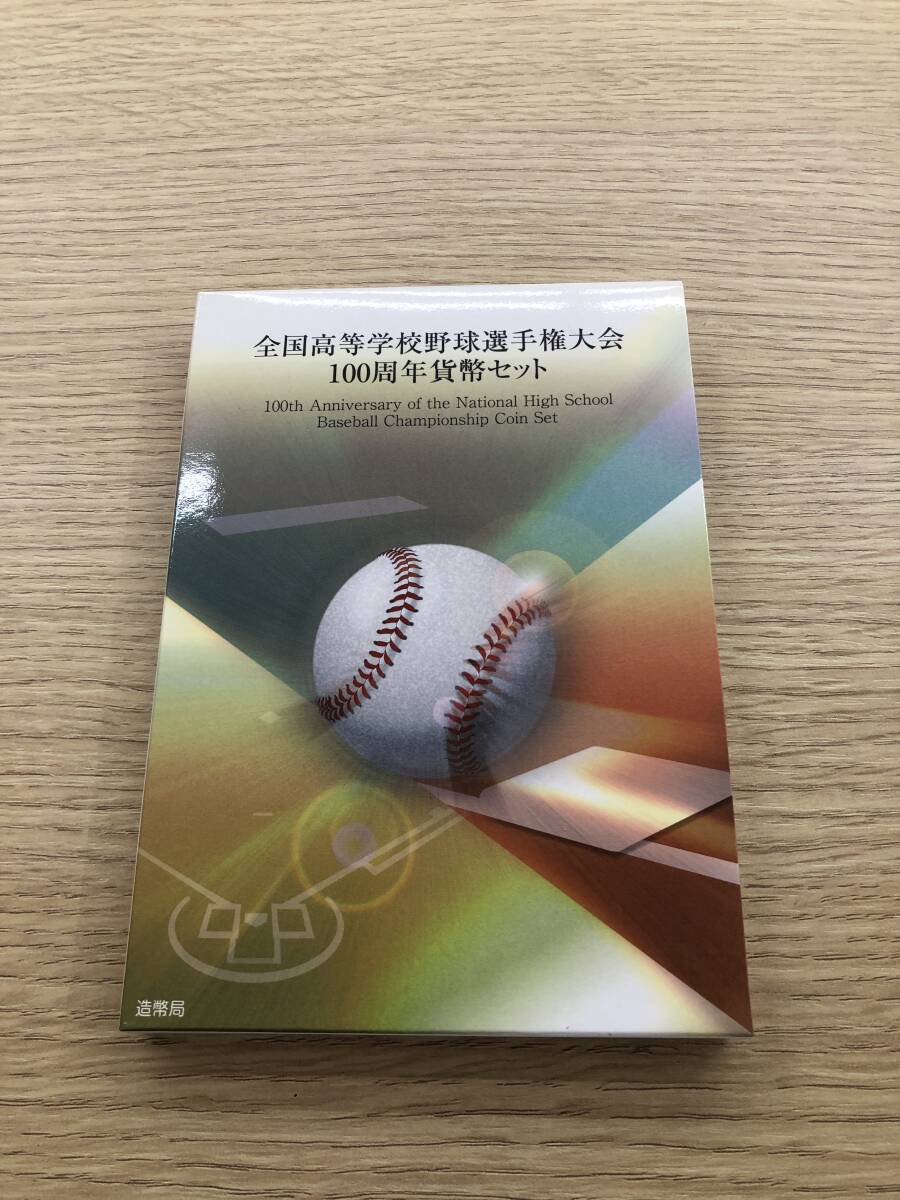 全国高等学校野球選手権大会
100周年貨幣セット
100th Anniversary of the National High School
Baseball Championship Coin Set
造幣局